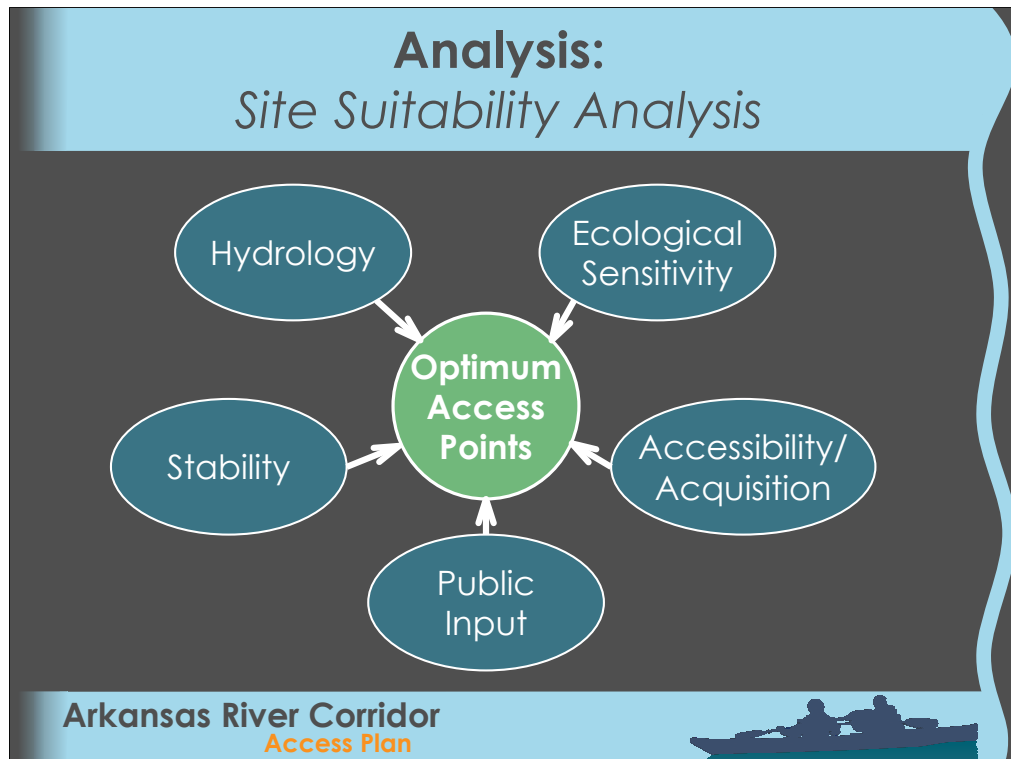 Analysis:
Site Suitability Analysis
Hydrology
Ecological
Sensitivity
Optimum
Access
Points
Stability
Accessibility/
Acquisition
Public
Input
Arkansas River Corridor
Access Plan